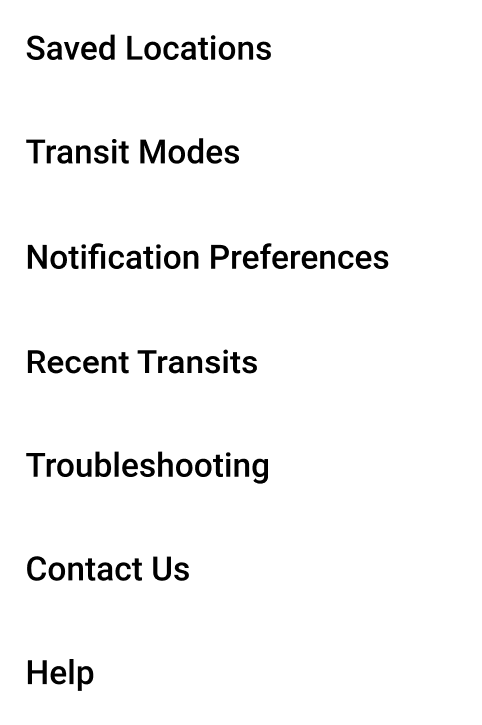 Saved Locations
Transit Modes
Notification Preferences
Recent Transits
Troubleshooting
Contact Us
Help